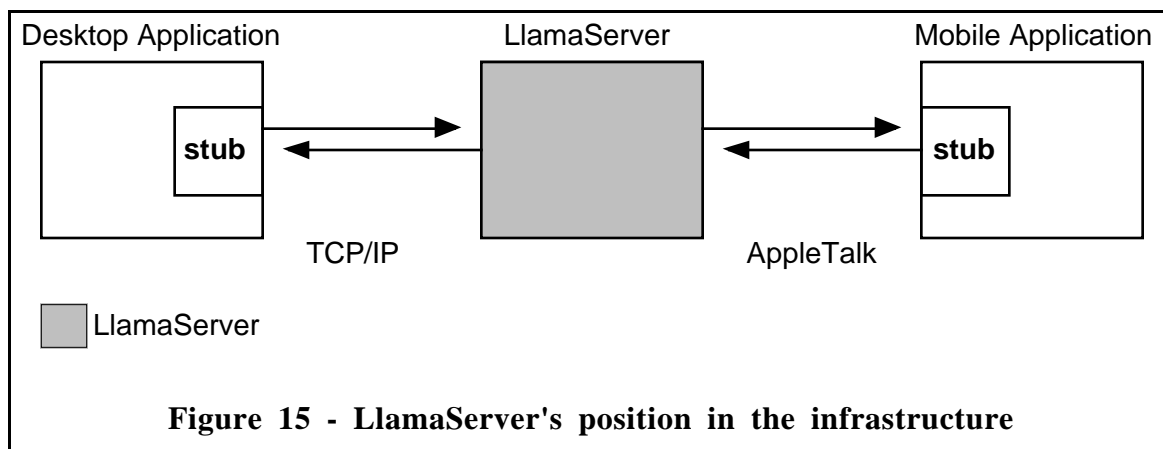 Desktop Application LlamaServer Mobile Application
stub stub
TCP/IP AppleTalk
LlamaServer
Figure 15 - LlamaServer's position in the infrastructure